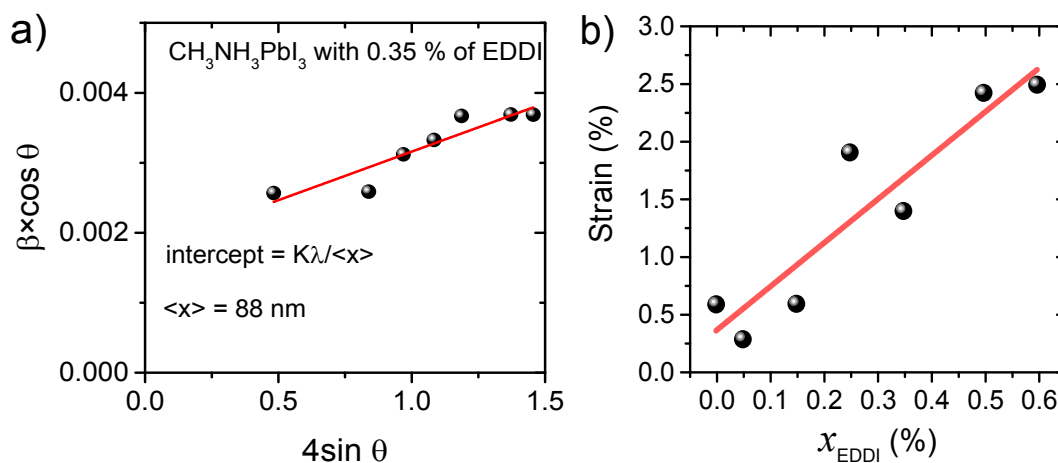 a)
CH₃NH₃PbI₃ with 0.35 % of EDDI
0.004
0.002
0.000
β×cos θ
intercept = Kλ/<x>
<x> = 88 nm
0.0 0.5 1.0 1.5
4sin θ
b)
3.0
2.5
2.0
1.5
1.0
0.5
0.0
Strain (%)
0.0 0.1 0.2 0.3 0.4 0.5 0.6
x_EDDI (%)